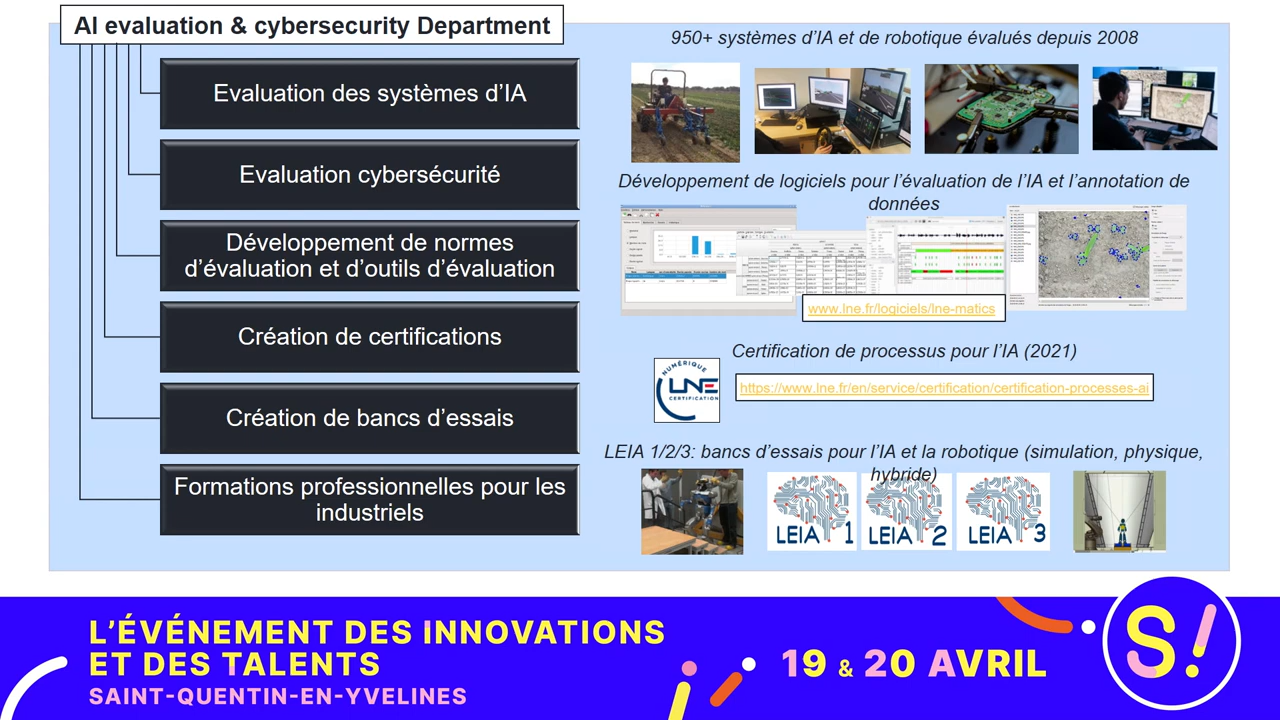 AI evaluation & cybersecurity Department
Evaluation des systèmes d’IA
Evaluation cybersécurité
Développement de normes
d’évaluation et d’outils d’évaluation
Création de certifications
Création de bancs d’essais
Formations professionnelles pour les
industriels
950+ systèmes d’IA et de robotique évalués depuis 2008
Développement de logiciels pour l’évaluation de l’IA et l’annotation de
données
www.lne.fr/logiciels/lne-matics
Certification de processus pour l’IA (2021)
NUMÉRIQUE
LNE
CERTIFICATION
https://www.lne.fr/en/service/certification/certification-processes-ai
LEIA 1/2/3: bancs d’essais pour l’IA et la robotique (simulation, physique,
hybride)
LEIA 1
LEIA 2
LEIA 3
L’ÉVÉNEMENT DES INNOVATIONS
ET DES TALENTS
SAINT-QUENTIN-EN-YVELINES
19 & 20 AVRIL
S!